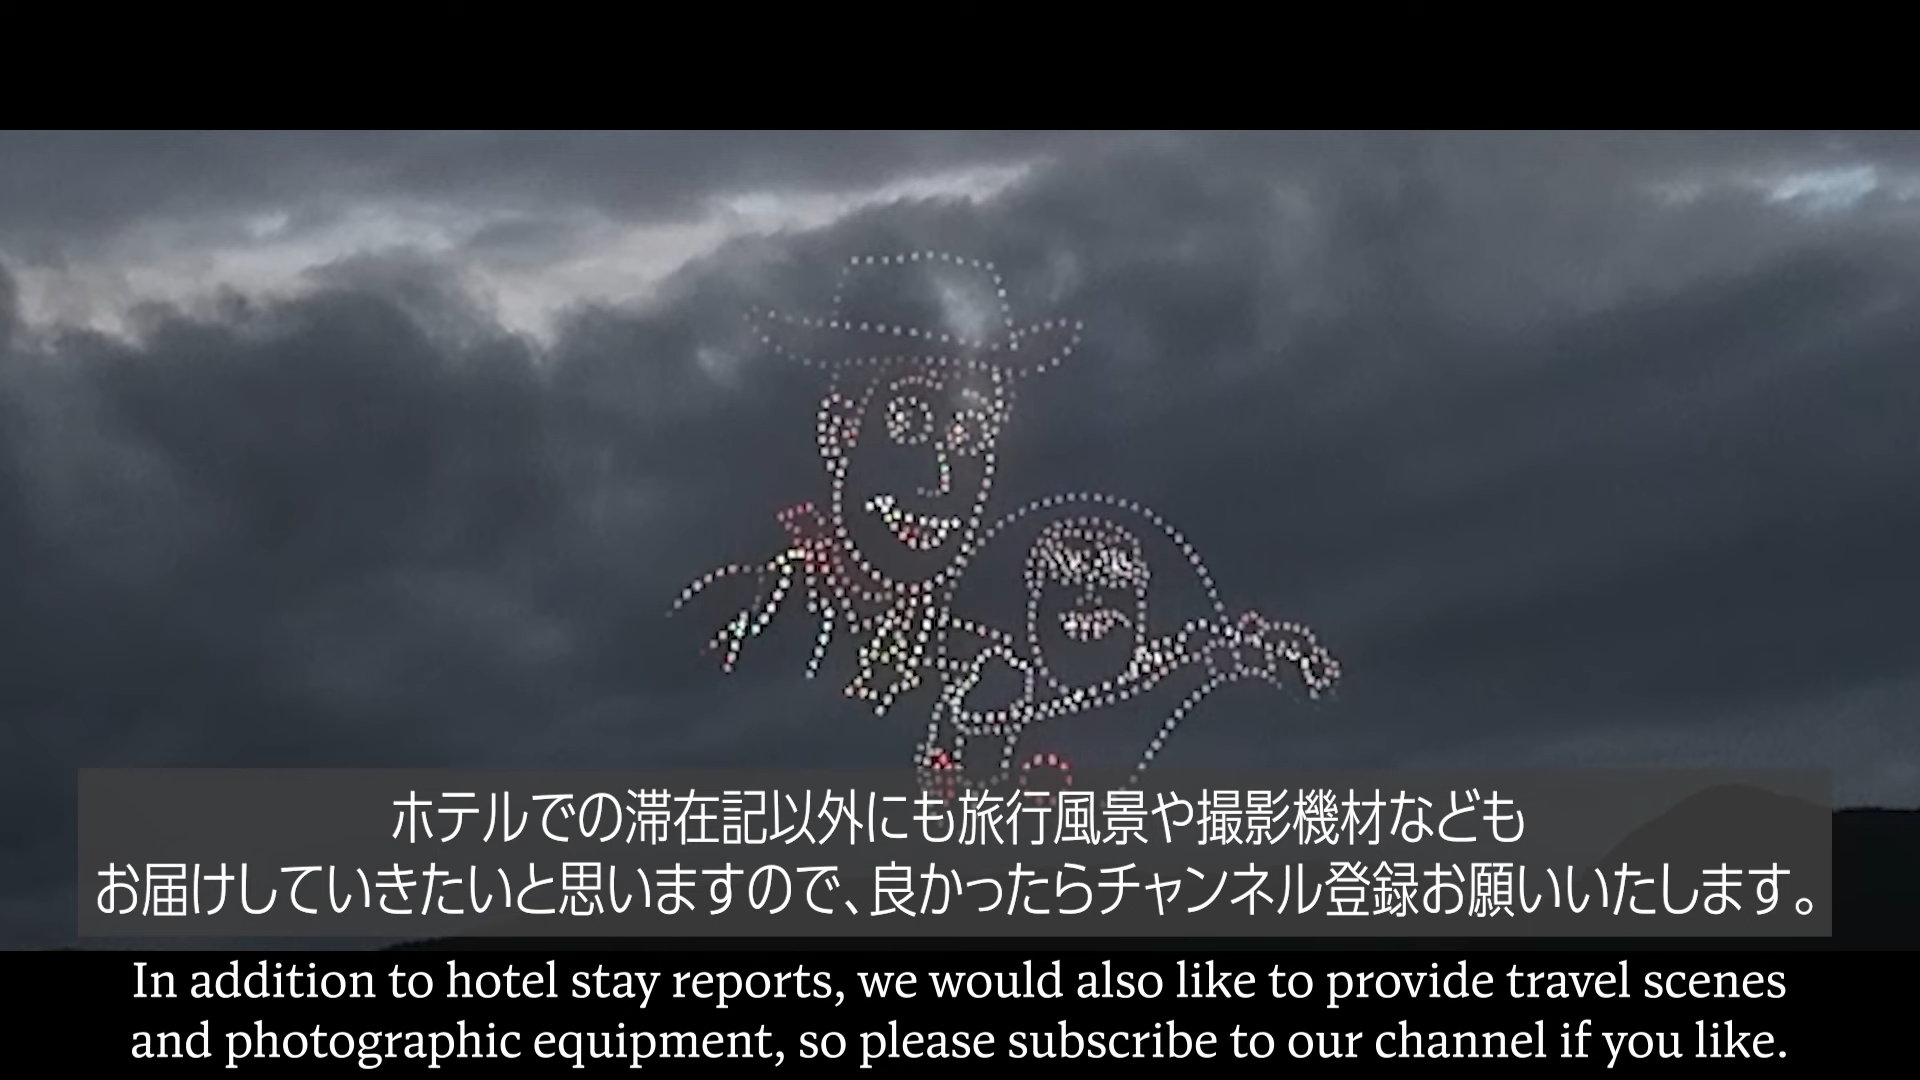 ホテルでの滞在記以外にも旅行風景や撮影機材なども
お届けしていきたいと思いますので、良かったらチャンネル登録お願いいたします。
In addition to hotel stay reports, we would also like to provide travel scenes
and photographic equipment, so please subscribe to our channel if you like.